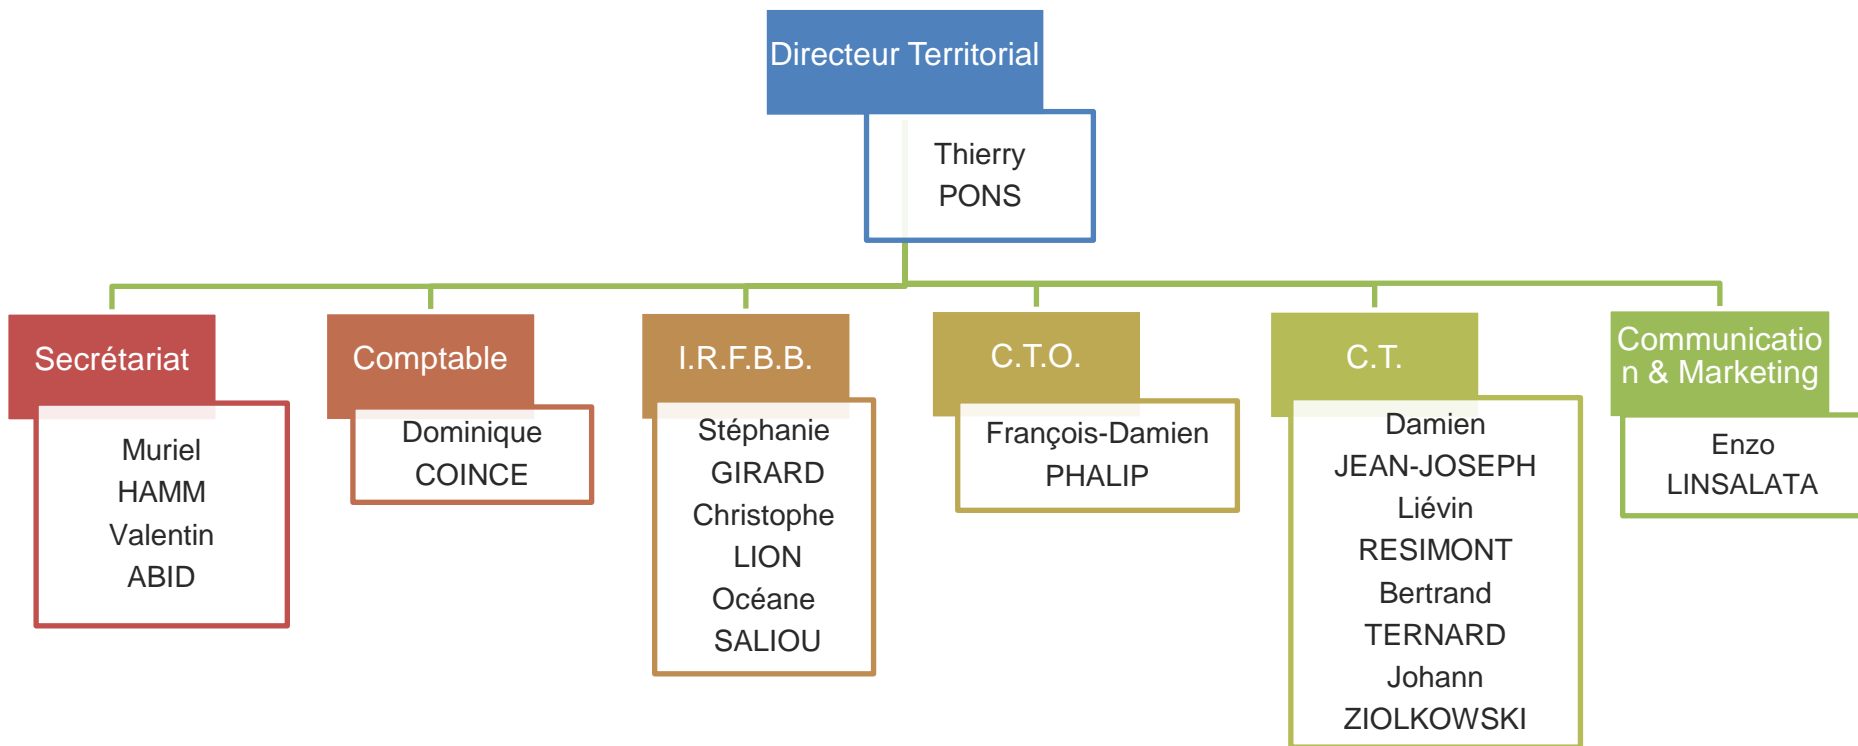 Directeur Territorial
Thierry
PONS
Secrétariat
Muriel
HAMM
Valentin
ABID
Comptable
Dominique
COINCE
I.R.F.B.B.
Stéphanie
GIRARD
Christophe
LION
Océane
SALIOU
C.T.O.
François-Damien
PHALIP
C.T.
Damien
JEAN-JOSEPH
Liévin
RESIMONT
Bertrand
TERNARD
Johann
ZIOLKOWSKI
Communicatio
n & Marketing
Enzo
LINSALATA